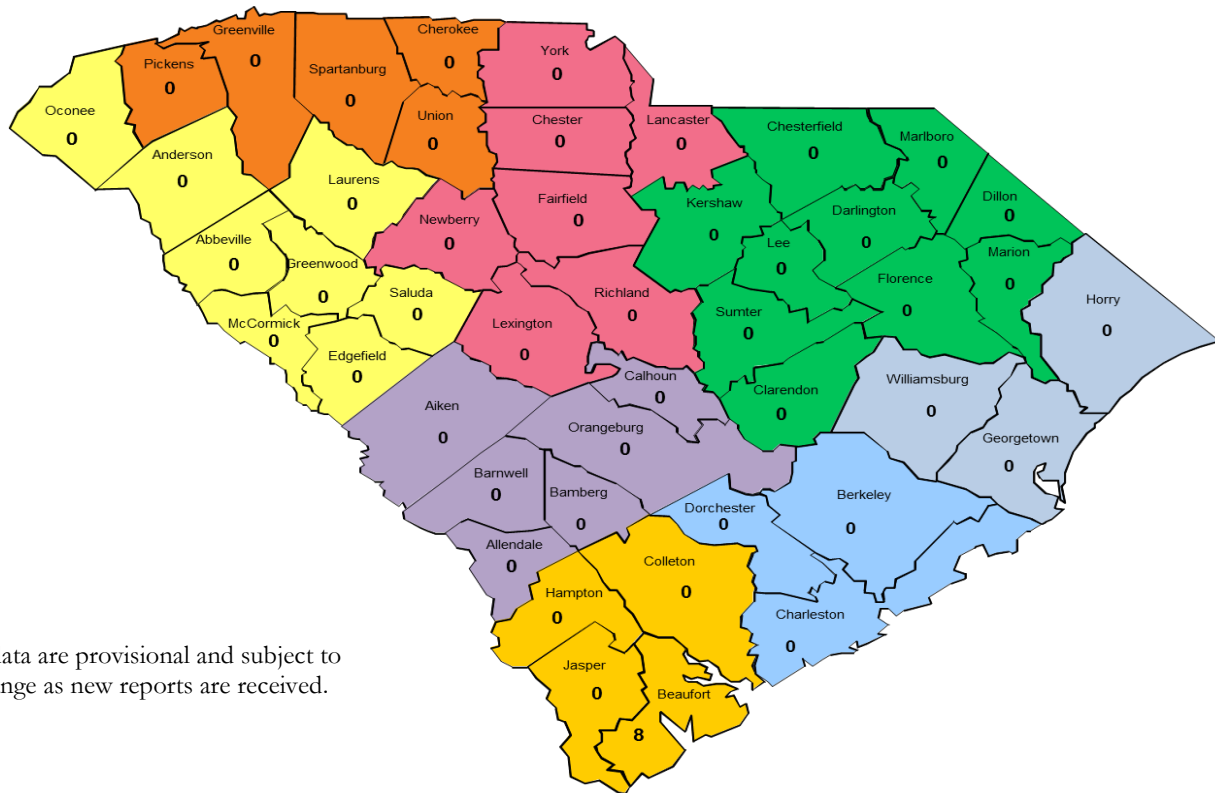 Greenville
0
Cherokee
0
York
0
Pickens
0
Spartanburg
0
Oconee
0
Union
0
Chester
0
Lancaster
0
Chesterfield
0
Marlboro
0
Anderson
0
Laurens
0
Fairfield
0
Kershaw
0
Darlington
0
Dillon
0
Newberry
0
Abbeville
0
Greenwood
0
Lee
0
Marion
0
Saluda
0
Richland
0
Florence
0
Horry
0
McCormick
0
Lexington
0
Sumter
0
Edgefield
0
Calhoun
0
Williamsburg
0
Clarendon
0
Aiken
0
Orangeburg
0
Georgetown
0
Barnwell
0
Bamberg
0
Berkeley
0
Dorchester
0
Allendale
0
Colleton
0
Hampton
0
Charleston
0
ata are provisional and subject to
nge as new reports are received.
Jasper
0
Beaufort
8